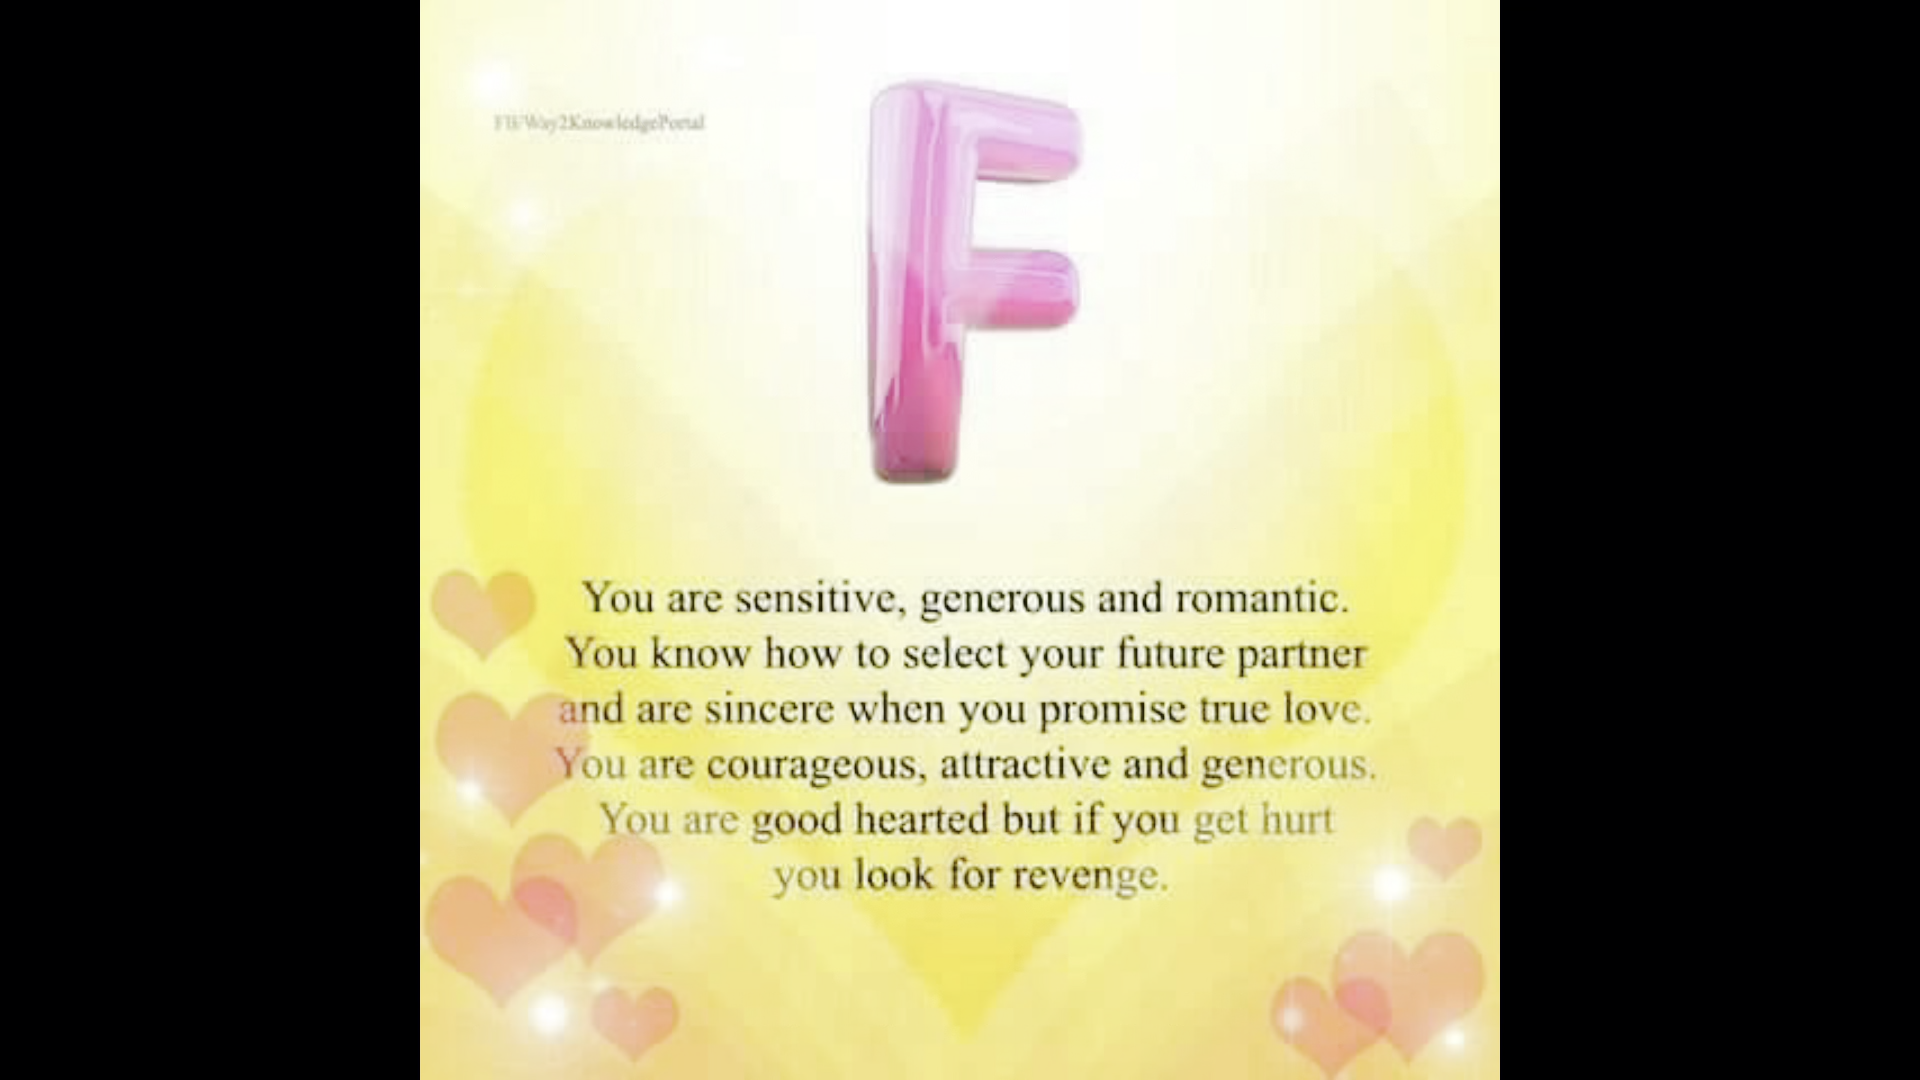 FB/Way2KnowledgePortal
F
You are sensitive, generous and romantic.
You know how to select your future partner
and are sincere when you promise true love.
You are courageous, attractive and generous.
You are good hearted but if you get hurt
you look for revenge.